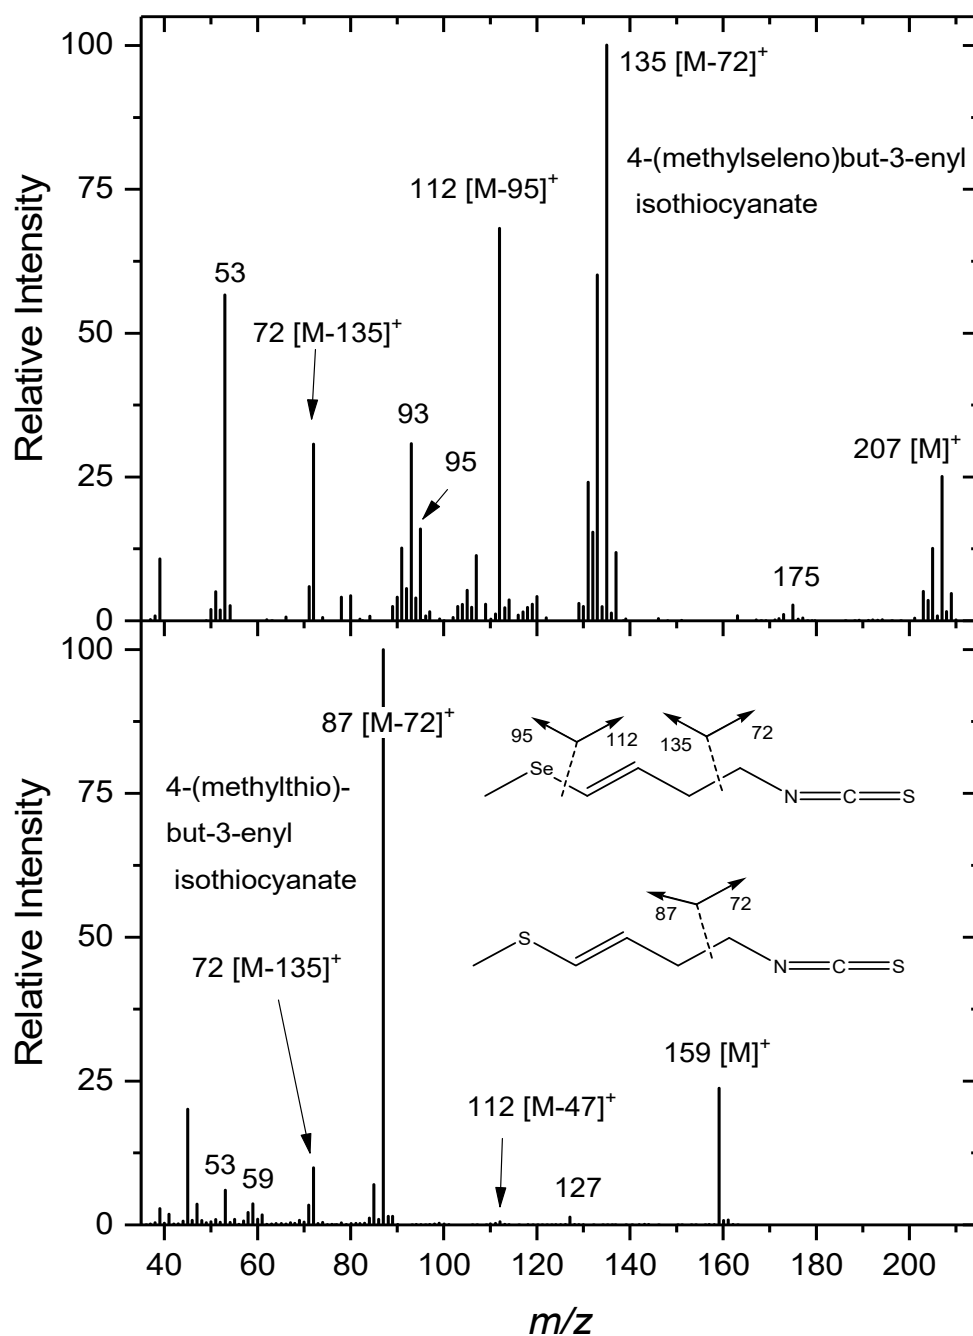 100
135 [M-72]⁺
4-(methylseleno)but-3-enyl
isothiocyanate
75
112 [M-95]⁺
53
72 [M-135]⁺
50
93
95
207 [M]⁺
25
175
0
Relative Intensity
100
87 [M-72]⁺
95
112
135
72
Se
N
C
S
4-(methylthio)-
but-3-enyl
isothiocyanate
75
87
72
S
N
C
S
50
72 [M-135]⁺
159 [M]⁺
25
112 [M-47]⁺
53
59
127
0
Relative Intensity
40 60 80 100 120 140 160 180 200
m/z